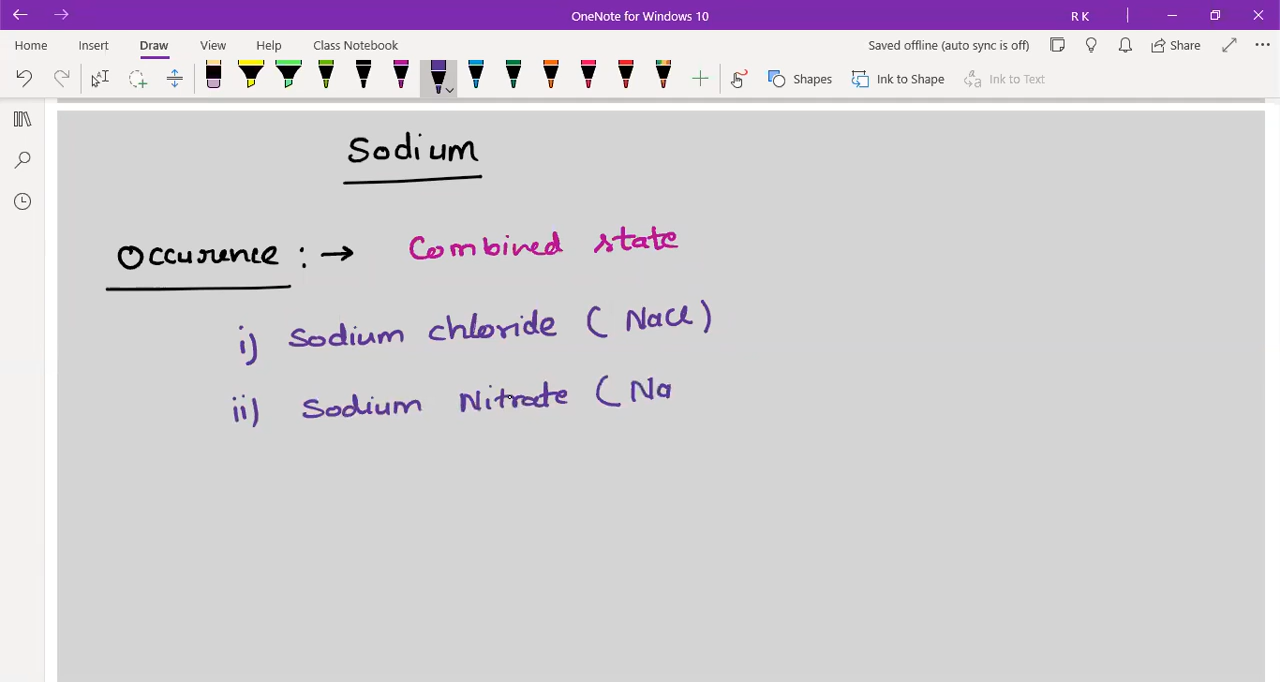 OneNote for Windows 10
R K
Home Insert Draw View Help Class Notebook
Saved offline (auto sync is off)
Share
Shapes
Ink to Shape
Ink to Text
Sodium
Occurence : → Combined state
i) Sodium chloride ( NaCl )
ii) Sodium Nitrate ( Na